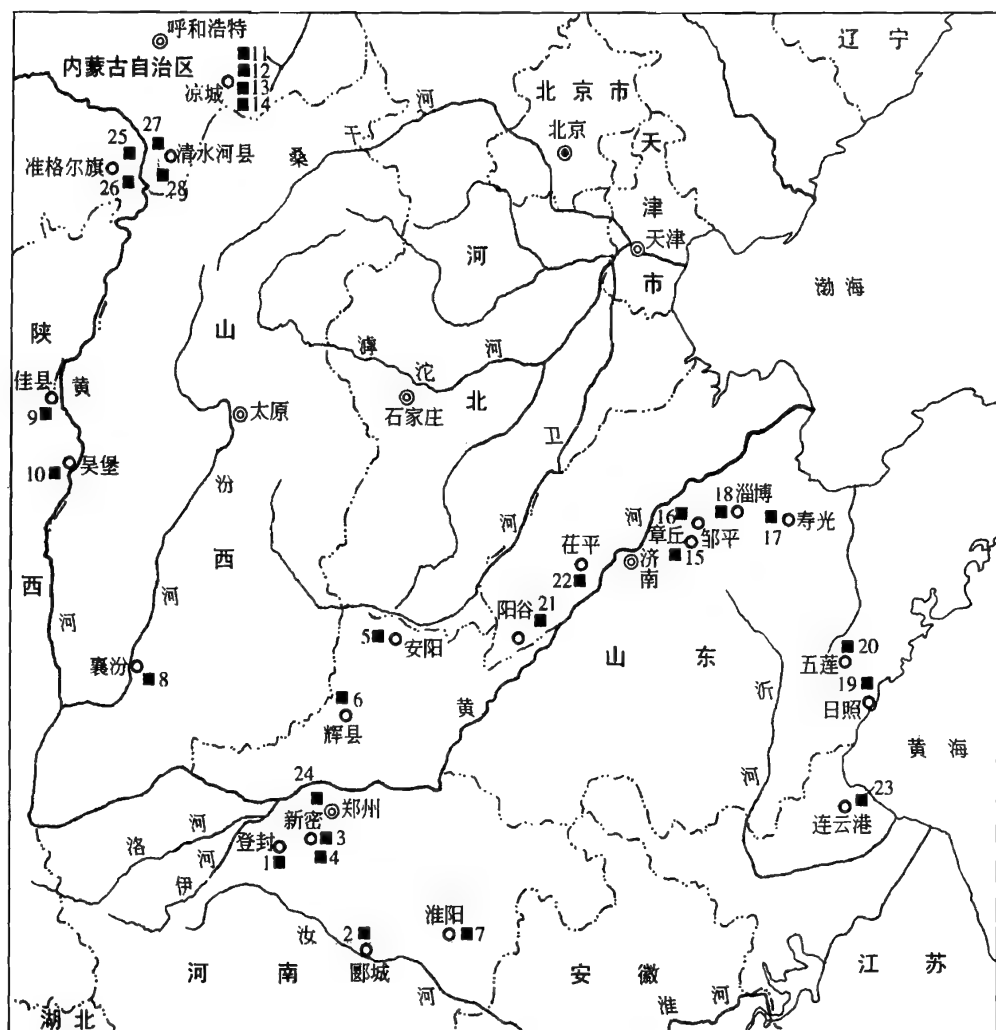 呼和浩特
辽宁
11
内蒙古自治区
12
凉城
13
14
北京市
河
干
桑
北京
天
津
市
天津
27
25
清水河县
准格尔旗
26
28
河
渤海
陕
山
滹
沱
河
佳县
黄
9
太原
北
石家庄
吴堡
10
卫
汾
18
淄博
16
河
寿光
17
章丘
邹平
15
河
西
茌平
22
济南
西
河
阳谷
21
河
5
安阳
山东
20
五莲
襄汾
8
19
沂
日照
6
辉县
黄
黄海
24
河
23
郑州
连云港
新密
3
河
洛
登封
4
河
1
伊
淮阳
7
汝
2
郾城
河南
安徽
江苏
河
淮河
湖北